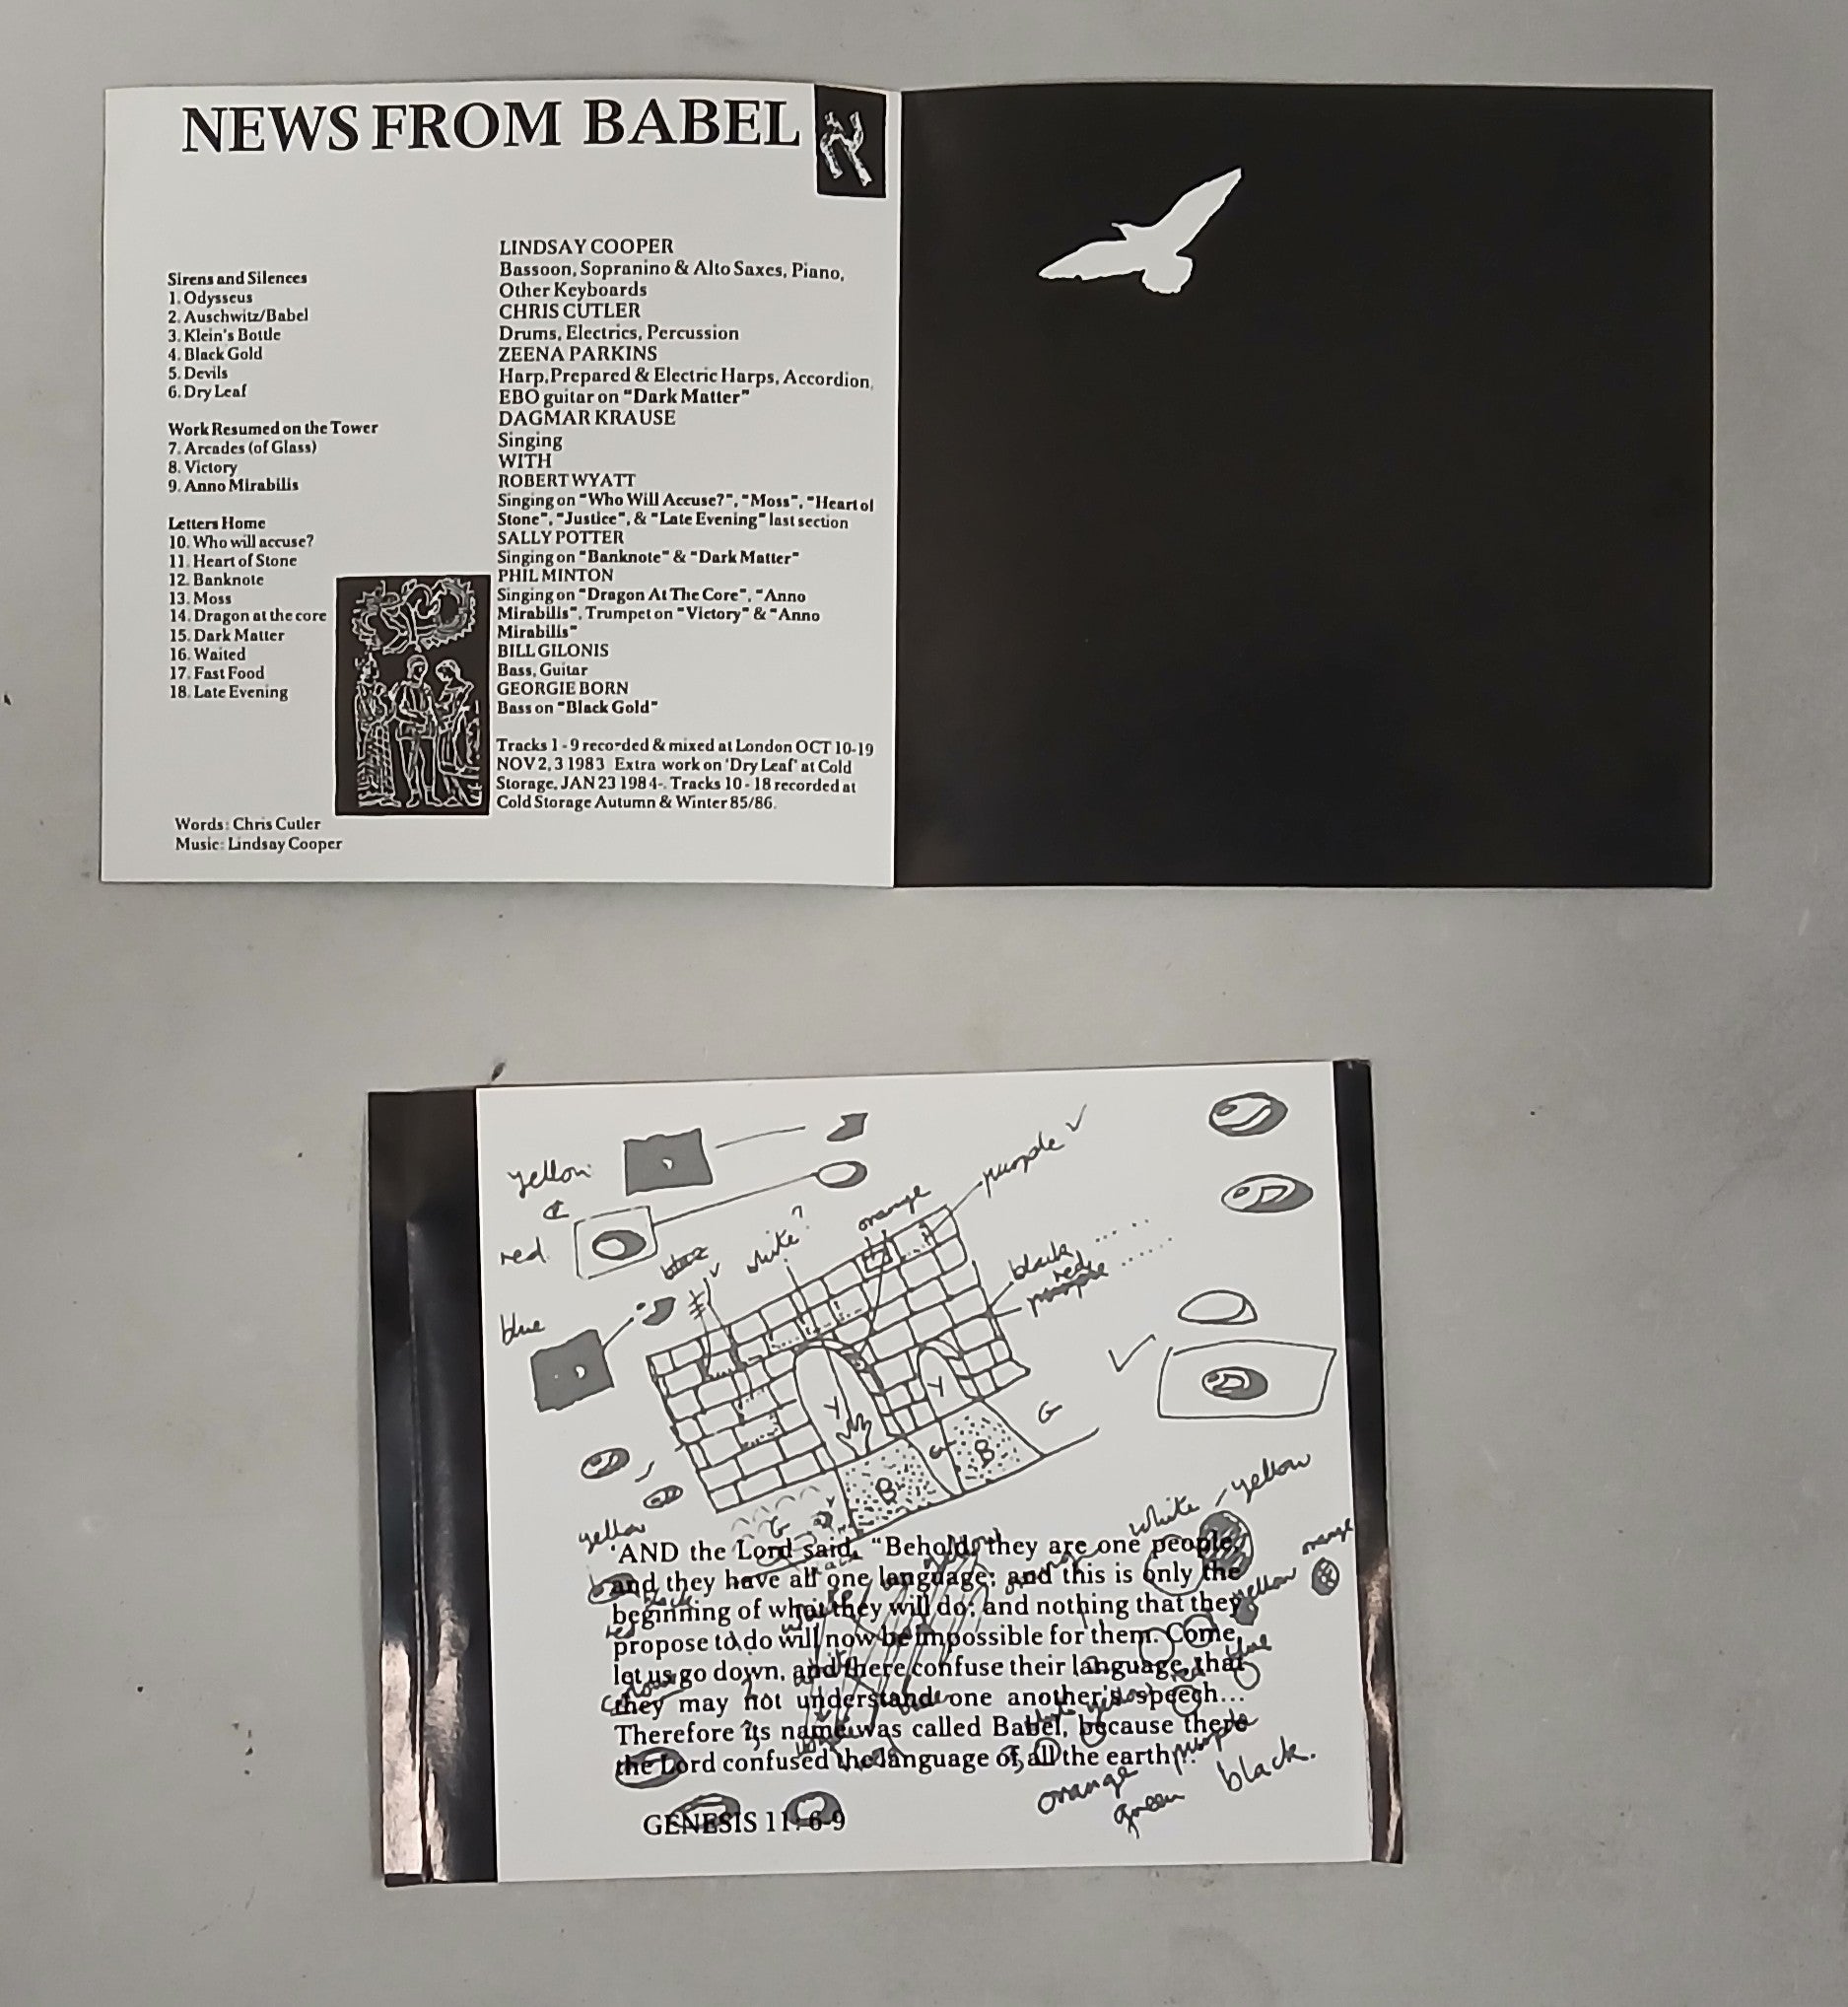 NEWS FROM BABEL
א
Sirens and Silences
1. Odysseus
2. Auschwitz/Babel
3. Klein's Bottle
4. Black Gold
5. Devils
6. Dry Leaf
Work Resumed on the Tower
7. Arcades (of Glass)
8. Victory
9. Anno Mirabilis
Letters Home
10. Who will accuse?
11. Heart of Stone
12. Banknote
13. Moss
14. Dragon at the core
15. Dark Matter
16. Waited
17. Fast Food
18. Late Evening
Words: Chris Cutler
Music: Lindsay Cooper
LINDSAY COOPER
Bassoon, Sopranino & Alto Saxes, Piano,
Other Keyboards
CHRIS CUTLER
Drums, Electrics, Percussion
ZEENA PARKINS
Harp, Prepared & Electric Harps, Accordion,
EBO guitar on "Dark Matter"
DAGMAR KRAUSE
Singing
WITH
ROBERT WYATT
Singing on "Who Will Accuse?", "Moss", "Heart of
Stone", "Justice", & "Late Evening" last section
SALLY POTTER
Singing on "Banknote" & "Dark Matter"
PHIL MINTON
Singing on "Dragon At The Core", "Anno
Mirabilis", Trumpet on "Victory" & "Anno
Mirabilis"
BILL GILONIS
Bass, Guitar
GEORGIE BORN
Bass on "Black Gold"
Tracks 1 - 9 recorded & mixed at London OCT 10-19
NOV 2, 3 1983 Extra work on 'Dry Leaf' at Cold
Storage, JAN 23 1984-. Tracks 10 - 18 recorded at
Cold Storage Autumn & Winter 85/86.
yellow
&
red
blue
white?
orange
purple
black
red
Y
Y
G
G
B
B
G
yellow
white - yellow
orange
yellow
'AND the Lord said, "Behold, they are one people,
and they have all one language; and this is only the
beginning of what they will do; and nothing that they
propose to do will now be impossible for them. Come,
let us go down, and there confuse their language, that
they may not understand one another's speech...
Therefore its name was called Babel, because there
the Lord confused the language of all the earth".'
blue
purple
orange
green
black.
GENESIS 11: 6-9